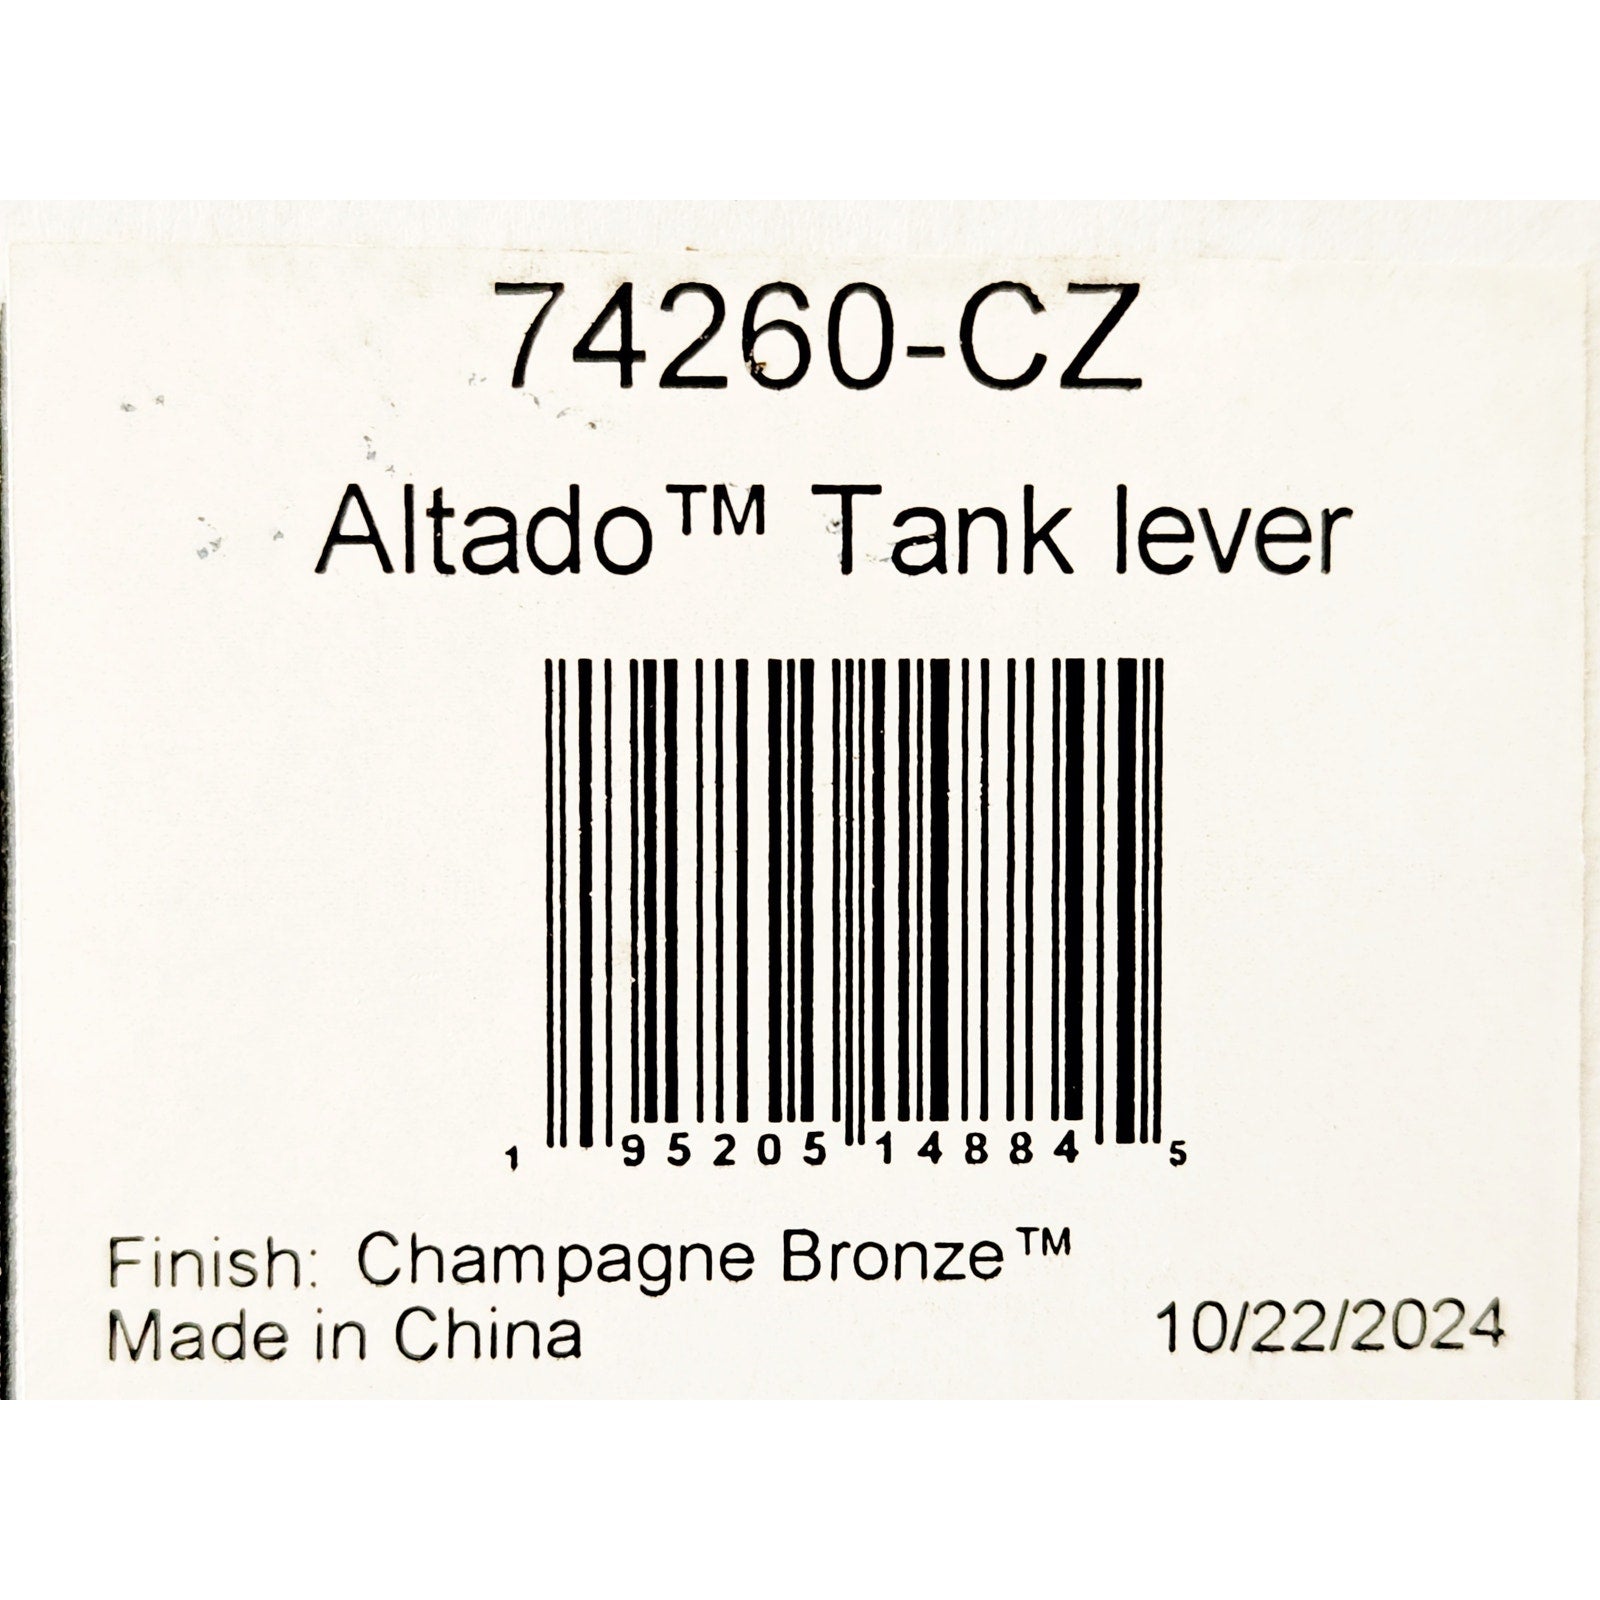 74260-CZ
Altado™ Tank lever
1 95205 14884 5
Finish: Champagne Bronze™
Made in China
10/22/2024